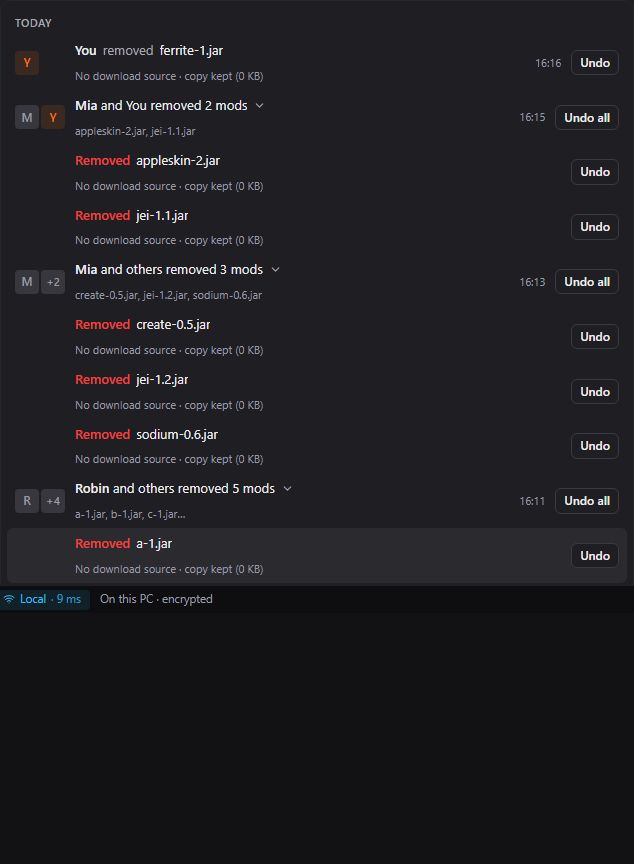 TODAY
Y
You removed ferrite-1.jar
No download source · copy kept (0 KB)
16:16
Undo
M
Y
Mia and You removed 2 mods
appleskin-2.jar, jei-1.1.jar
16:15
Undo all
Removed appleskin-2.jar
No download source · copy kept (0 KB)
Undo
Removed jei-1.1.jar
No download source · copy kept (0 KB)
Undo
M
+2
Mia and others removed 3 mods
create-0.5.jar, jei-1.2.jar, sodium-0.6.jar
16:13
Undo all
Removed create-0.5.jar
No download source · copy kept (0 KB)
Undo
Removed jei-1.2.jar
No download source · copy kept (0 KB)
Undo
Removed sodium-0.6.jar
No download source · copy kept (0 KB)
Undo
R
+4
Robin and others removed 5 mods
a-1.jar, b-1.jar, c-1.jar...
16:11
Undo all
Removed a-1.jar
No download source · copy kept (0 KB)
Undo
Local · 9 ms
On this PC · encrypted